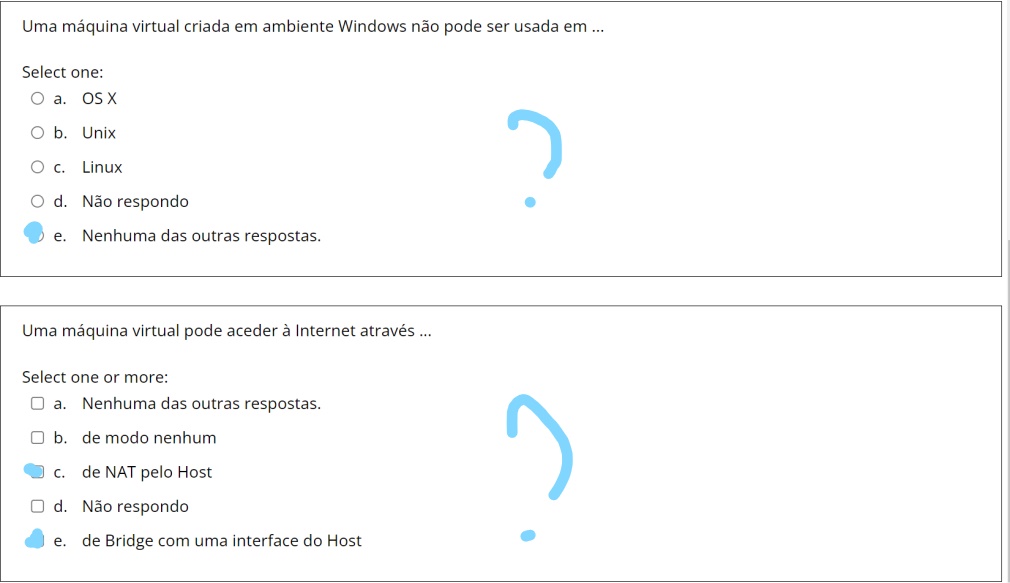 Uma máquina virtual criada em ambiente Windows não pode ser usada em ...
Select one:
a. OS X
b. Unix
c. Linux
d. Não respondo
e. Nenhuma das outras respostas.
?
Uma máquina virtual pode aceder à Internet através ...
Select one or more:
a. Nenhuma das outras respostas.
b. de modo nenhum
c. de NAT pelo Host
d. Não respondo
e. de Bridge com uma interface do Host
?